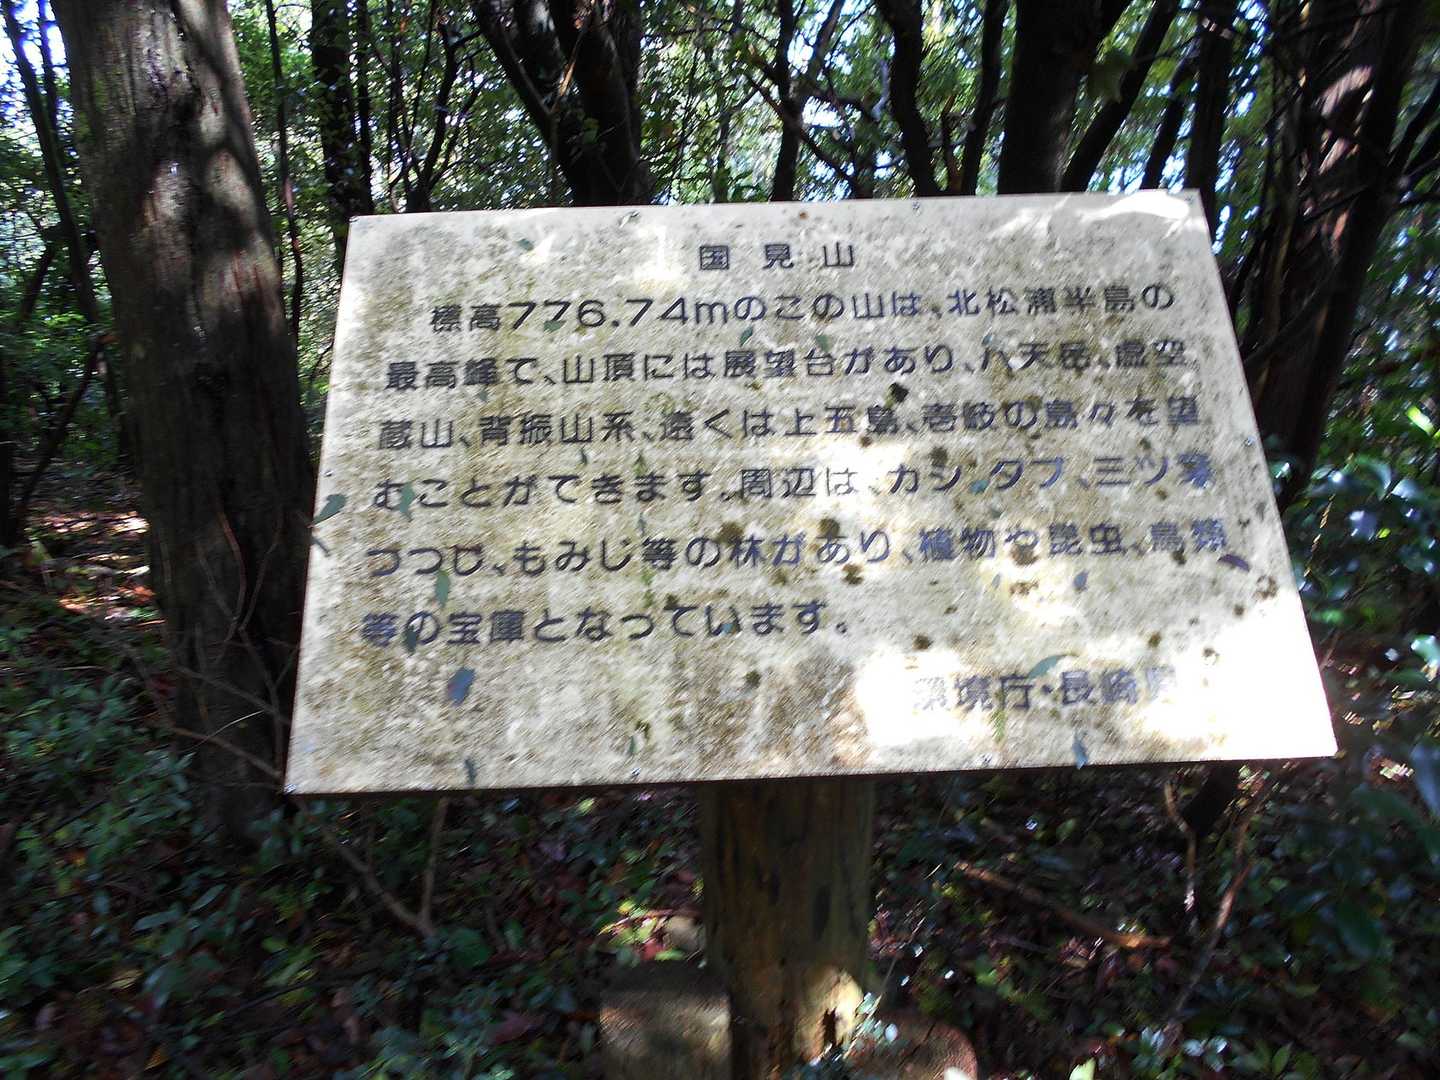 国見山
標高776.74mのこの山は、北松浦半島の
最高峰で、山頂には展望台があり、八天岳、虚空
蔵山、背振山系、遠くは上五島、壱岐の島々を望
むことができます。周辺は、カシ、タブ、三ツ葉
つつじ、もみじ等の林があり、植物や昆虫、鳥類
等の宝庫となっています。
環境庁・長崎県